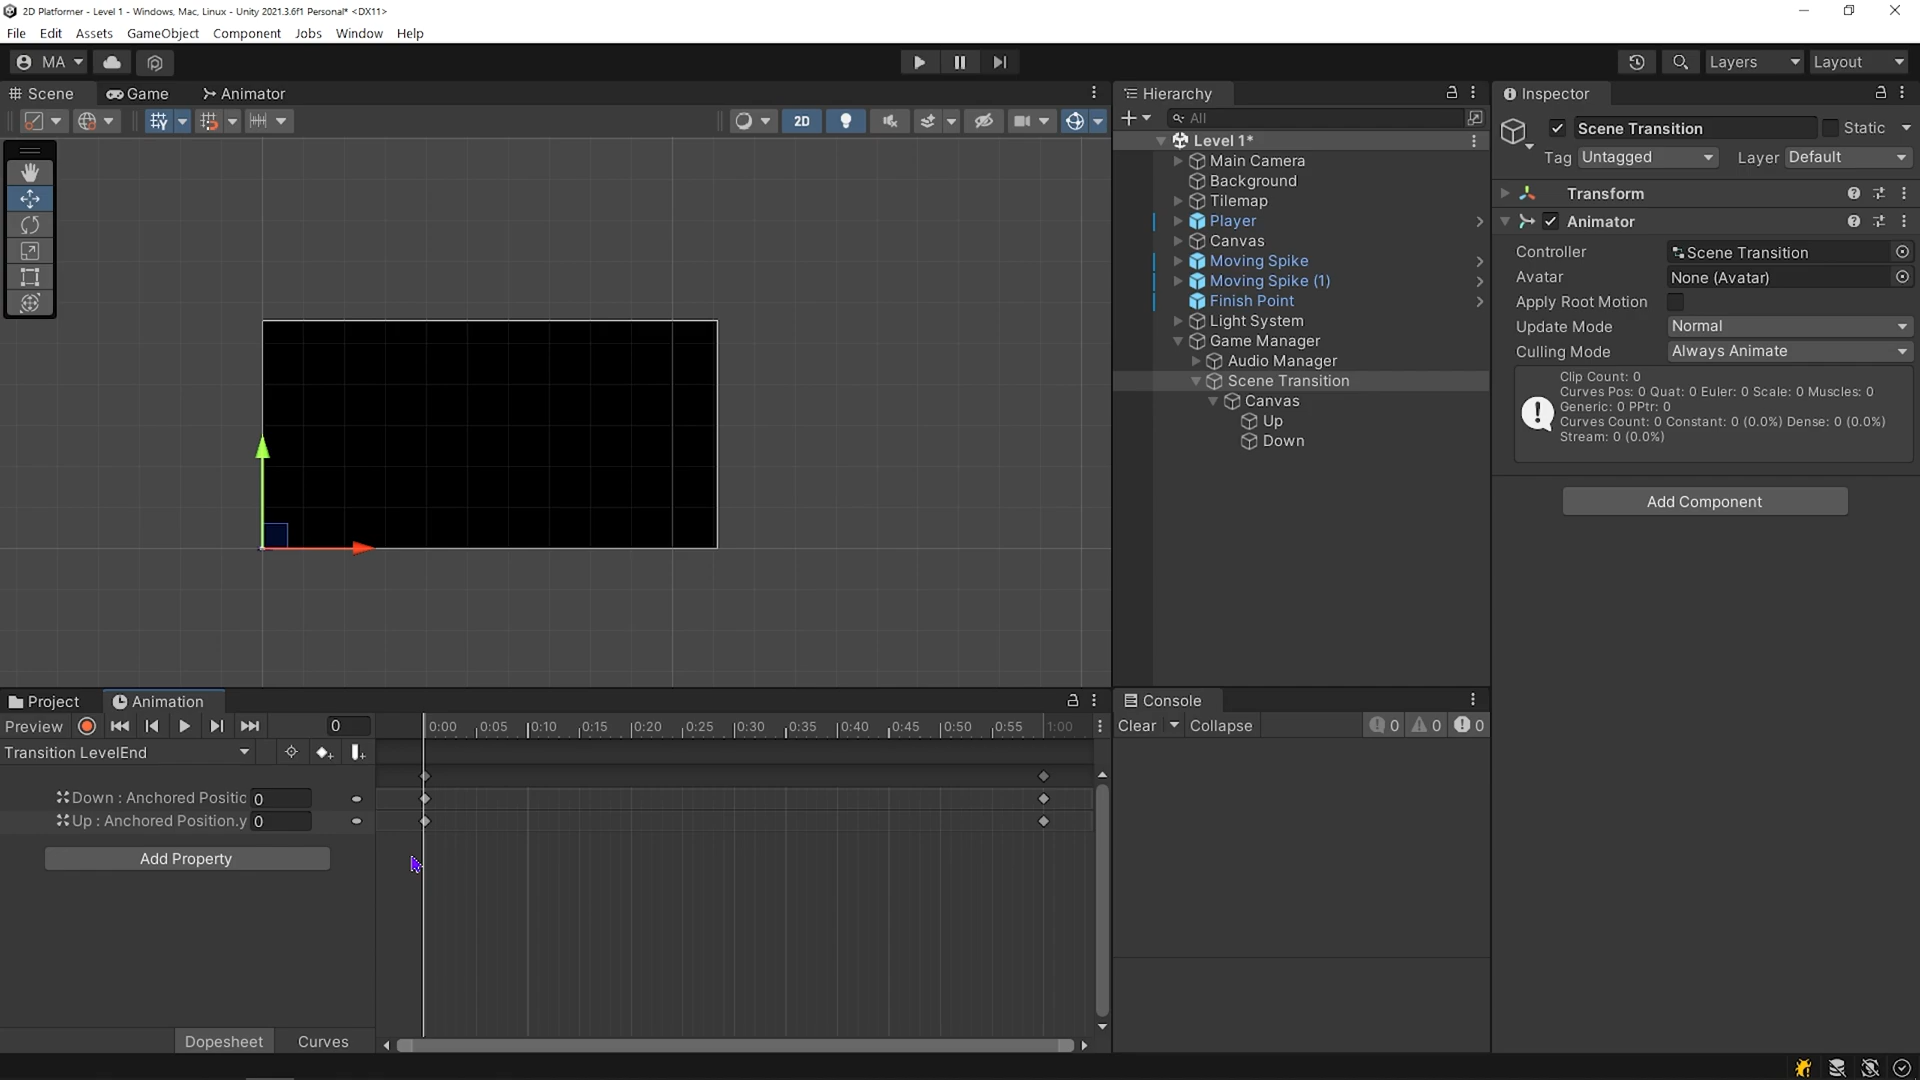 2D Platformer - Level 1 - Windows, Mac, Linux - Unity 2021.3.6f1 Personal* <DX11>
File Edit Assets GameObject Component Jobs Window Help
MA Layers Layout
Scene Game Animator
2D
Hierarchy
All
Level 1*
Main Camera
Background
Tilemap
Player
Canvas
Moving Spike
Moving Spike (1)
Finish Point
Light System
Game Manager
Audio Manager
Scene Transition
Canvas
Up
Down
Inspector
Scene Transition Static
Tag Untagged Layer Default
Transform
Animator
Controller Scene Transition
Avatar None (Avatar)
Apply Root Motion
Update Mode Normal
Culling Mode Always Animate
Clip Count: 0
Curves Pos: 0 Quat: 0 Euler: 0 Scale: 0 Muscles: 0
Generic: 0 PPtr: 0
Curves Count: 0 Constant: 0 (0.0%) Dense: 0 (0.0%)
Stream: 0 (0.0%)
Add Component
Project Animation
Preview 0 0:00 0:05 0:10 0:15 0:20 0:25 0:30 0:35 0:40 0:45 0:50 0:55 1:00
Transition LevelEnd
Down : Anchored Positic 0
Up : Anchored Position.y 0
Add Property
Dopesheet Curves
Console
Clear Collapse 0 0 0